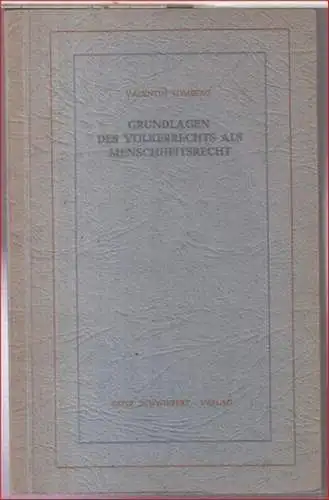 VALENTIN TOMBERG
GRUNDLAGEN
DES VÖLKERRECHTS ALS
MENSCHHEITSRECHT
GÖTZ SCHWIPPERT · VERLAG